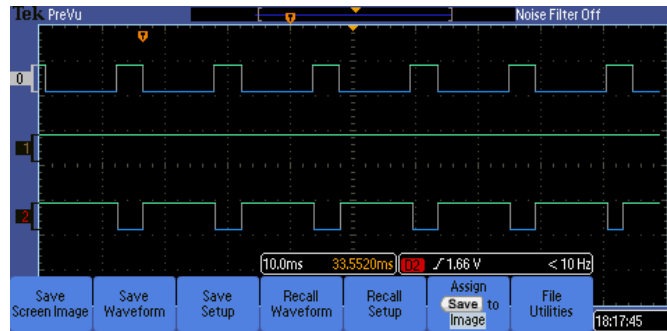 Tek PreVu
Noise Filter Off
0
1
2
10.0ms 33.5520ms D2 1.66 V < 10 Hz
Save Screen Image
Save Waveform
Save Setup
Recall Waveform
Recall Setup
Assign Save to Image
File Utilities
18:17:45